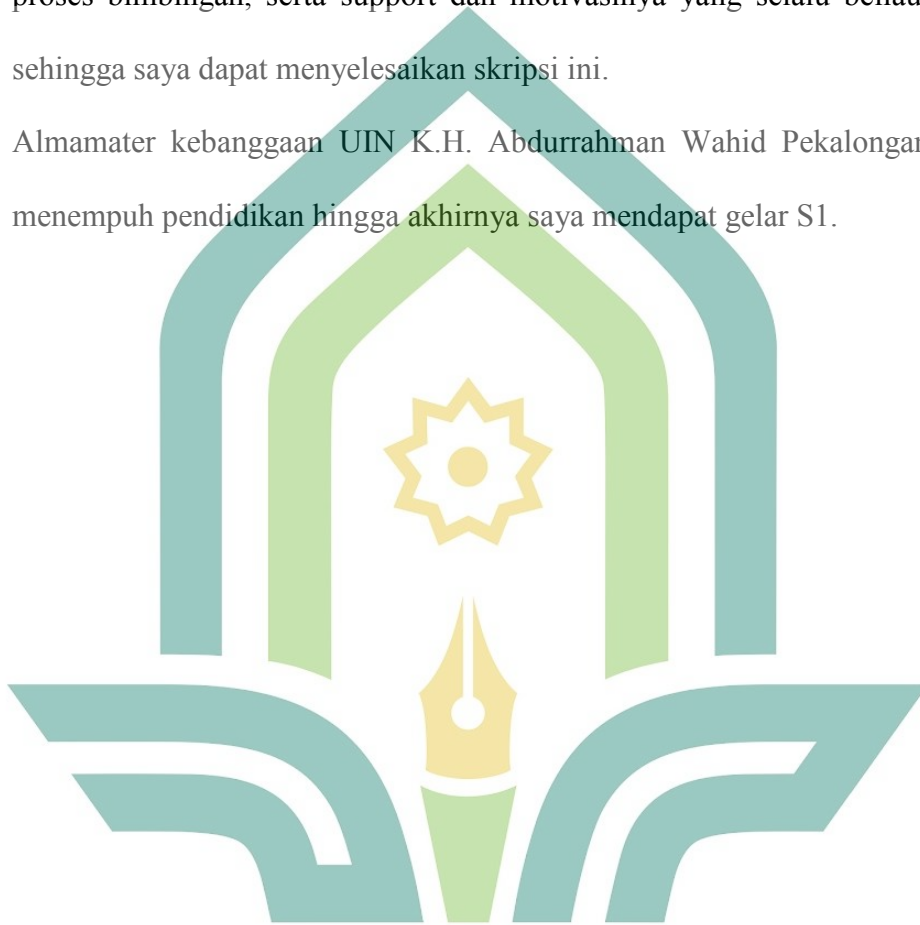 proses bimbingan, serta support dan motivasinya yang selalu
sehingga saya dapat menyelesaikan skripsi ini.
Almamater kebanggaan UIN K.H. Abdurrahman Wahid Pekalongan
menempuh pendidikan hingga akhirnya saya mendapat gelar S1.